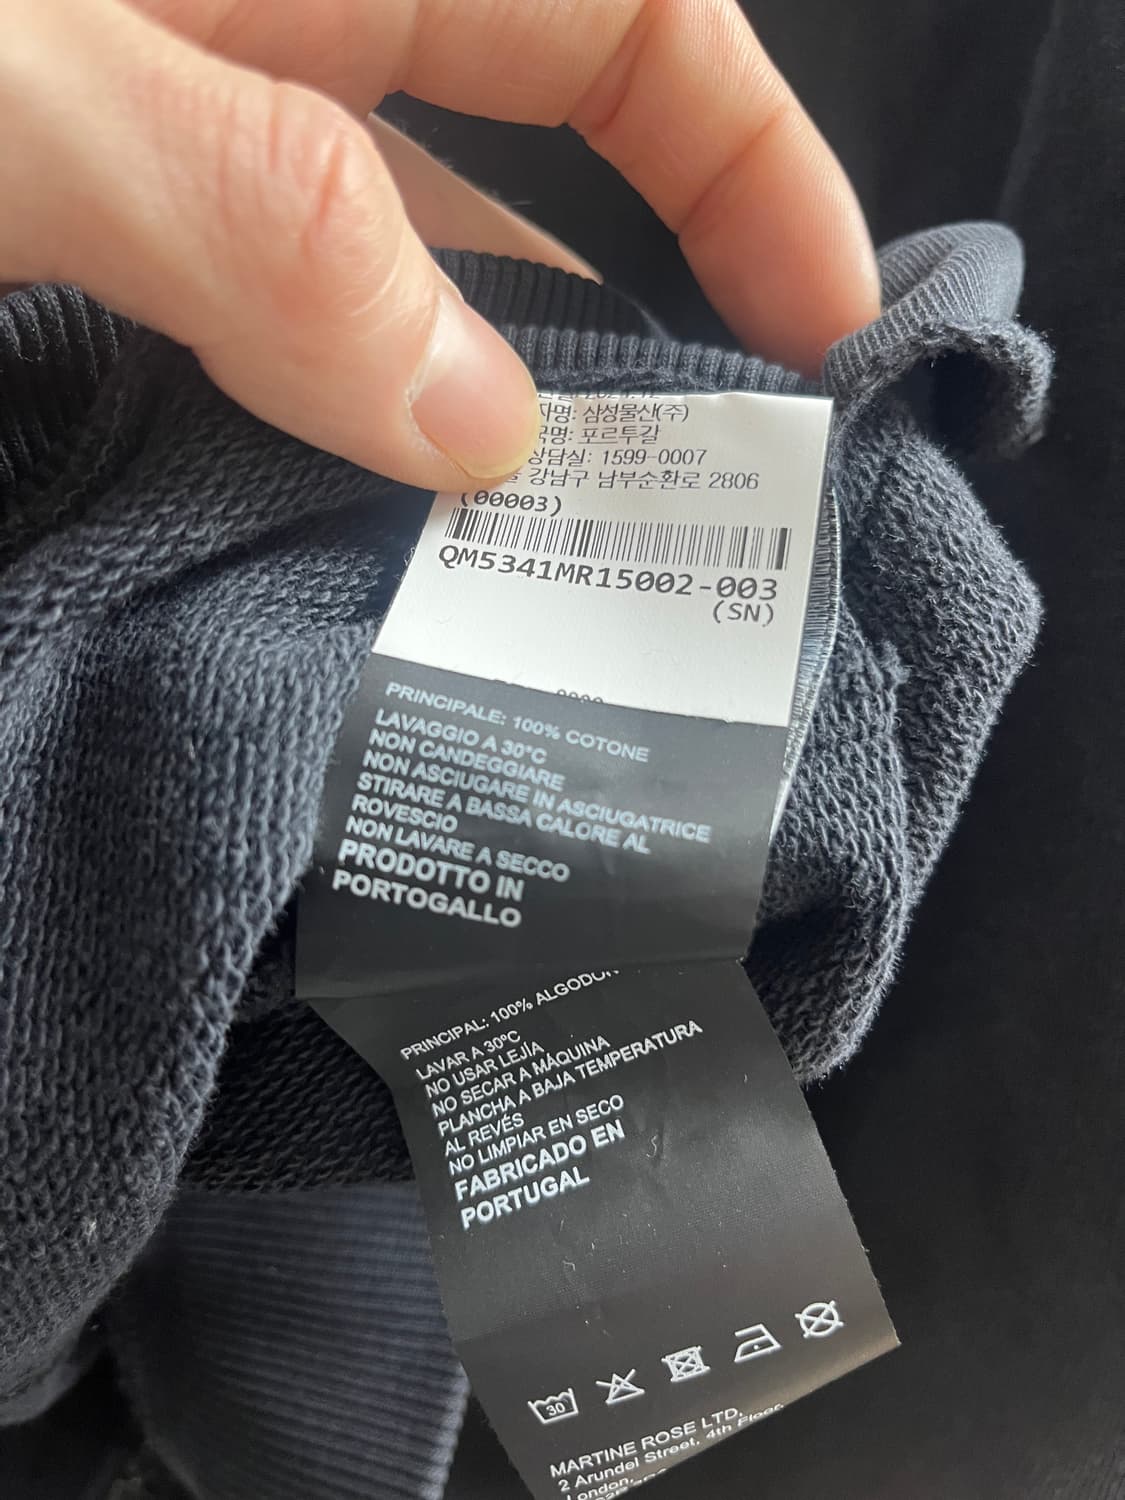 자명: 삼성물산(주)
국명: 포르투갈
상담실: 1599-0007
강남구 남부순환로 2806
(00003)
QM5341MR15002-003
(SN)
PRINCIPALE: 100% COTONE
LAVAGGIO A 30°C
NON CANDEGGIARE
NON ASCIUGARE IN ASCIUGATRICE
STIRARE A BASSA CALORE AL
ROVESCIO
NON LAVARE A SECCO
PRODOTTO IN
PORTOGALLO
PRINCIPAL: 100% ALGODON
LAVAR A 30ºC
NO USAR LEJÍA
NO SECAR A MÁQUINA
PLANCHA A BAJA TEMPERATURA
AL REVÉS
NO LIMPIAR EN SECO
FABRICADO EN
PORTUGAL
30
MARTINE ROSE LTD.
2 Arundel Street, 4th Floor,
London,